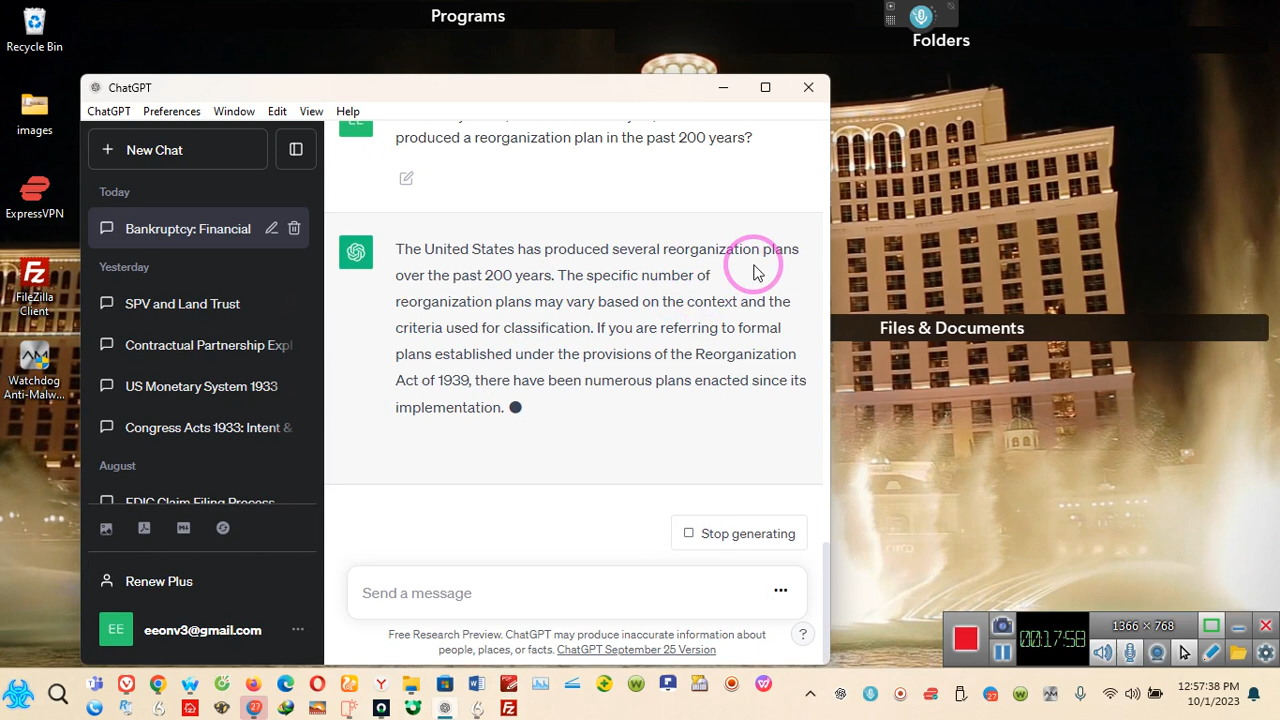 Programs
Folders
Recycle Bin
images
ExpressVPN
FileZilla
Client
Watchdog
Anti-Malw...
Files & Documents
ChatGPT
ChatGPT Preferences Window Edit View Help
New Chat
Today
Bankruptcy: Financial
Yesterday
SPV and Land Trust
Contractual Partnership Expl
US Monetary System 1933
Congress Acts 1933: Intent &
August
FDIC Claim Filing Process
Renew Plus
EE
eeonv3@gmail.com
produced a reorganization plan in the past 200 years?
The United States has produced several reorganization plans
over the past 200 years. The specific number of
reorganization plans may vary based on the context and the
criteria used for classification. If you are referring to formal
plans established under the provisions of the Reorganization
Act of 1939, there have been numerous plans enacted since its
implementation.
Stop generating
Send a message
Free Research Preview. ChatGPT may produce inaccurate information about
people, places, or facts. ChatGPT September 25 Version
?
1366 × 768
00:17:58
12:57:38 PM
10/1/2023